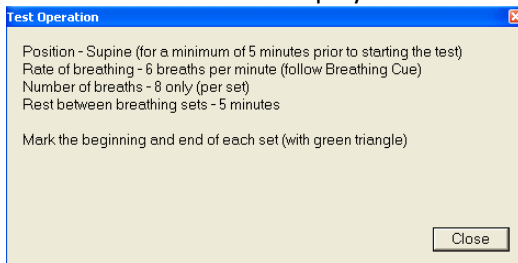 Test Operation
Position - Supine (for a minimum of 5 minutes prior to starting the test)
Rate of breathing - 6 breaths per minute (follow Breathing Cue)
Number of breaths - 8 only (per set)
Rest between breathing sets - 5 minutes
Mark the beginning and end of each set (with green triangle)
Close